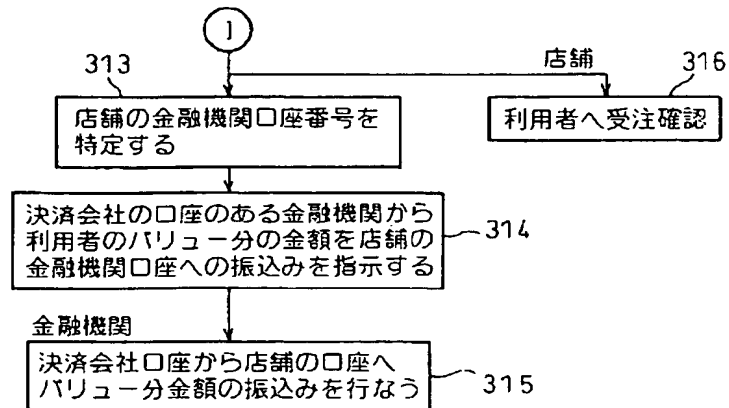 1
313
店舗
316
店舗の金融機関口座番号を
特定する
利用者へ受注確認
決済会社の口座のある金融機関から
利用者のバリュー分の金額を店舗の
金融機関口座への振込みを指示する
314
金融機関
決済会社口座から店舗の口座へ
バリュー分金額の振込みを行なう
315